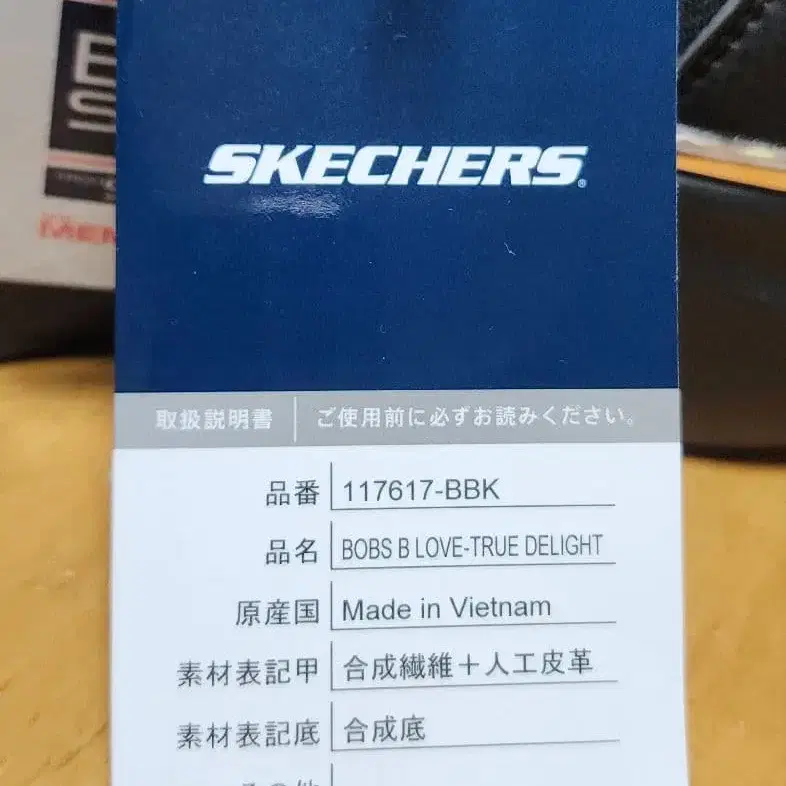 SKECHERS®
取扱説明書 ご使用前に必ずお読みください。
品番 117617-BBK
品名 BOBS B LOVE-TRUE DELIGHT
原産国 Made in Vietnam
素材表記甲 合成繊維＋人工皮革
素材表記底 合成底
その他